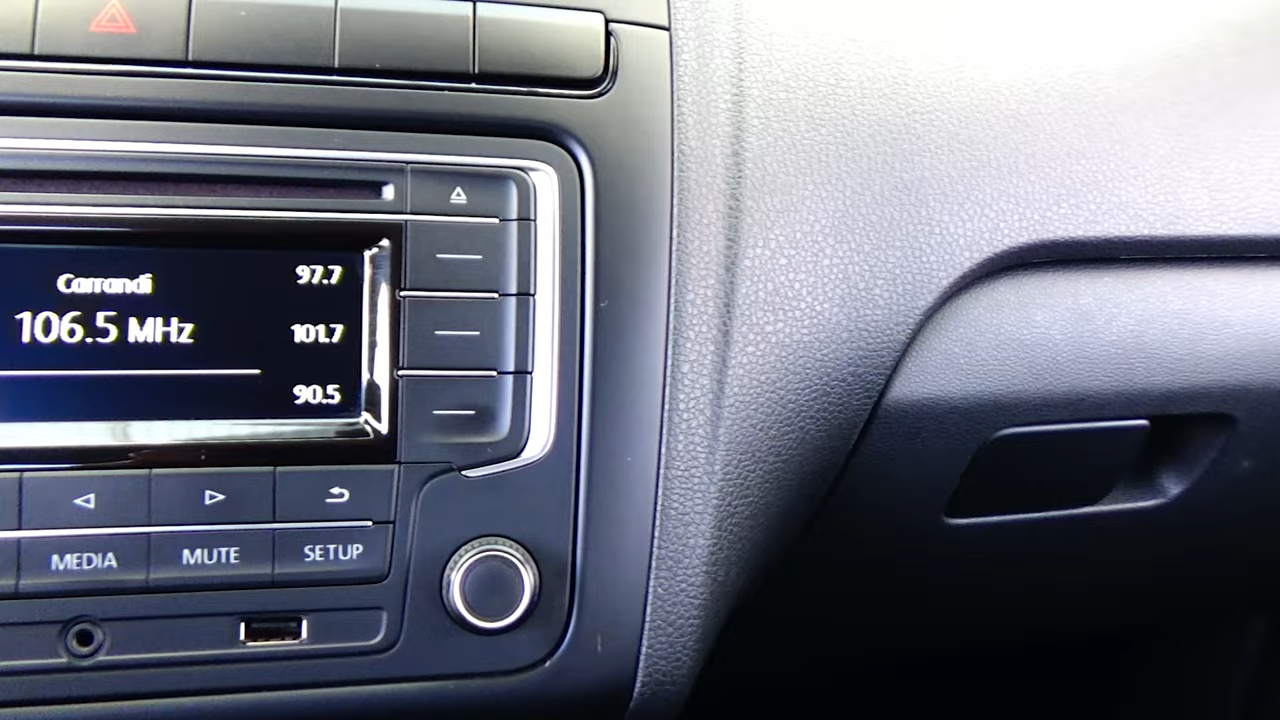 Carrandi
97.7
106.5 MHz
101.7
90.5
MEDIA MUTE SETUP